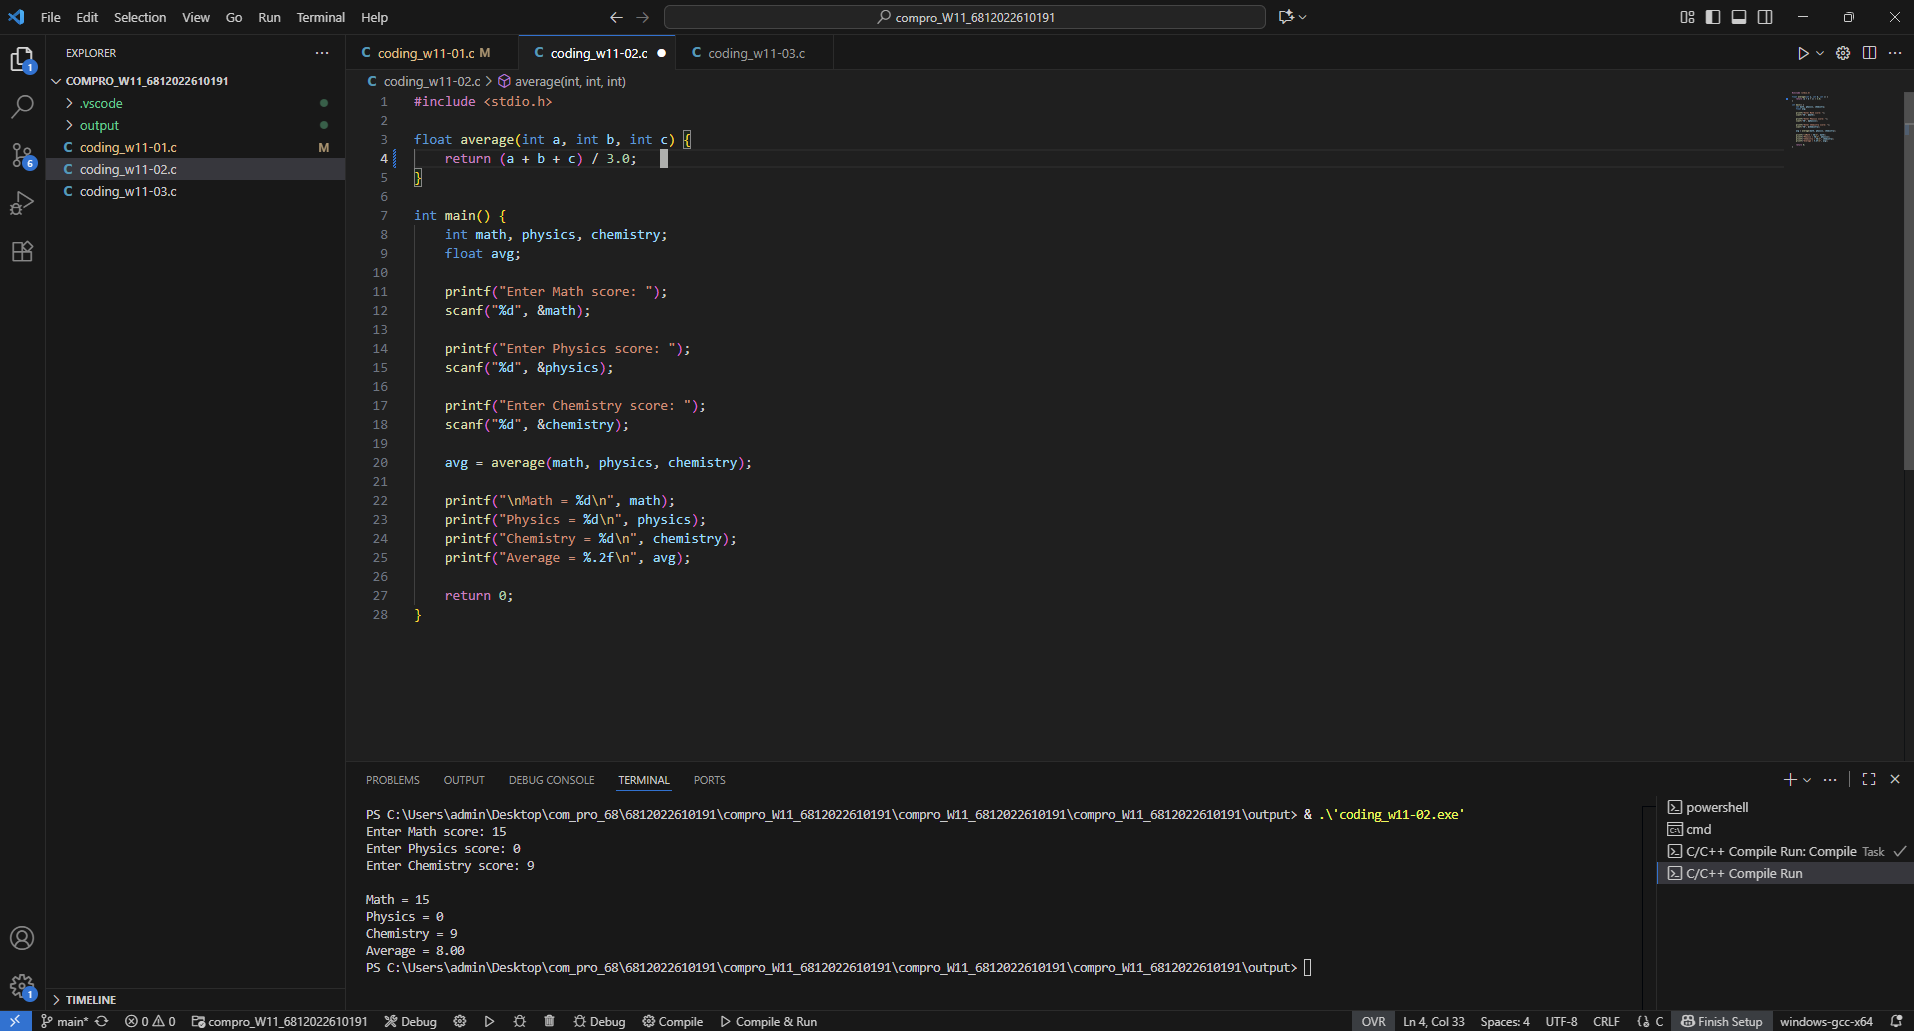 File Edit Selection View Go Run Terminal Help
compro_W11_6812022610191
EXPLORER
COMPRO_W11_6812022610191
.vscode
output
coding_w11-01.c M
coding_w11-02.c
coding_w11-03.c
TIMELINE
coding_w11-01.c M
coding_w11-02.c
coding_w11-03.c
coding_w11-02.c > average(int, int, int)
1 #include <stdio.h>
2
3 float average(int a, int b, int c) {
4     return (a + b + c) / 3.0;
5 }
6
7 int main() {
8     int math, physics, chemistry;
9     float avg;
10
11     printf("Enter Math score: ");
12     scanf("%d", &math);
13
14     printf("Enter Physics score: ");
15     scanf("%d", &physics);
16
17     printf("Enter Chemistry score: ");
18     scanf("%d", &chemistry);
19
20     avg = average(math, physics, chemistry);
21
22     printf("\nMath = %d\n", math);
23     printf("Physics = %d\n", physics);
24     printf("Chemistry = %d\n", chemistry);
25     printf("Average = %.2f\n", avg);
26
27     return 0;
28 }
PROBLEMS OUTPUT DEBUG CONSOLE TERMINAL PORTS
PS C:\Users\admin\Desktop\com_pro_68\6812022610191\compro_W11_6812022610191\compro_W11_6812022610191\compro_W11_6812022610191\output> & .\'coding_w11-02.exe'
Enter Math score: 15
Enter Physics score: 0
Enter Chemistry score: 9

Math = 15
Physics = 0
Chemistry = 9
Average = 8.00
PS C:\Users\admin\Desktop\com_pro_68\6812022610191\compro_W11_6812022610191\compro_W11_6812022610191\compro_W11_6812022610191\output>
powershell
cmd
C/C++ Compile Run: Compile Task
C/C++ Compile Run
1
6
1
main* 0 0 compro_W11_6812022610191 Debug Debug Compile Compile & Run OVR Ln 4, Col 33 Spaces: 4 UTF-8 CRLF {} C Finish Setup windows-gcc-x64